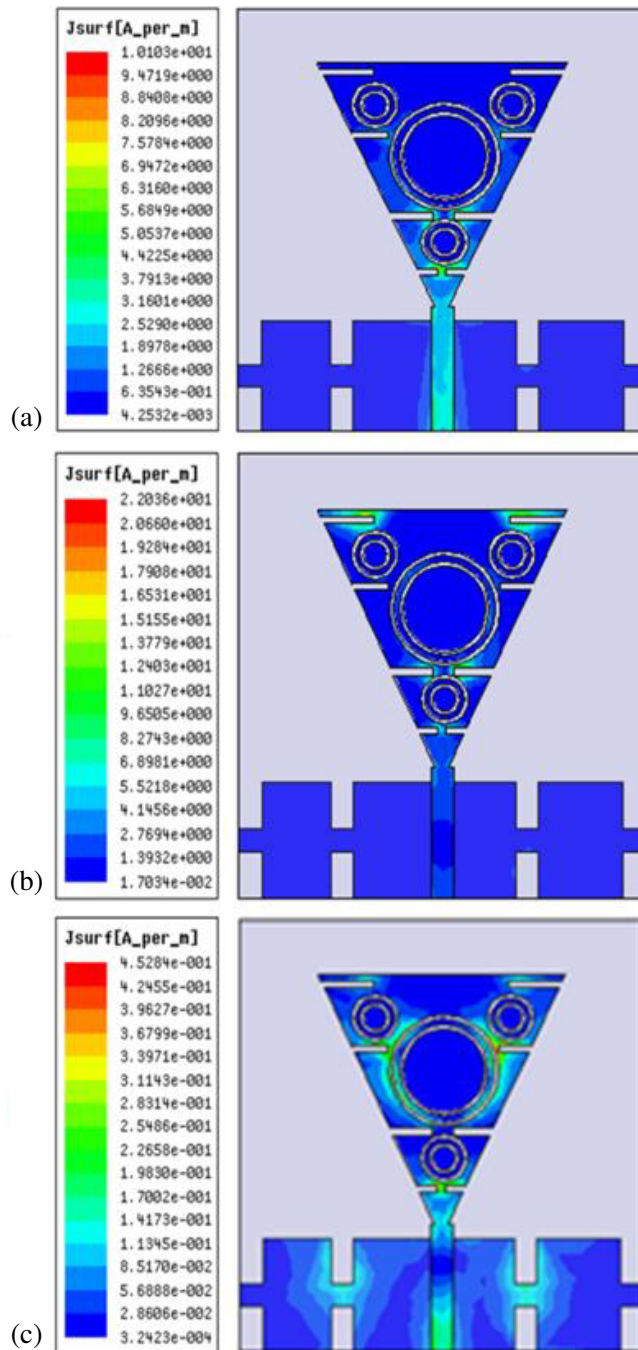 Jsurf[A_per_m]
1.0103e+001
9.4719e+000
8.8408e+000
8.2096e+000
7.5784e+000
6.9472e+000
6.3160e+000
5.6849e+000
5.0537e+000
4.4225e+000
3.7913e+000
3.1601e+000
2.5290e+000
1.8978e+000
1.2666e+000
6.3543e-001
4.2532e-003
(a)
Jsurf[A_per_m]
2.2036e+001
2.0660e+001
1.9284e+001
1.7908e+001
1.6531e+001
1.5155e+001
1.3779e+001
1.2403e+001
1.1027e+001
9.6505e+000
8.2743e+000
6.8981e+000
5.5218e+000
4.1456e+000
2.7694e+000
1.3932e+000
1.7034e-002
(b)
Jsurf[A_per_m]
4.5284e-001
4.2455e-001
3.9627e-001
3.6799e-001
3.3971e-001
3.1143e-001
2.8314e-001
2.5486e-001
2.2658e-001
1.9830e-001
1.7002e-001
1.4173e-001
1.1345e-001
8.5170e-002
5.6888e-002
2.8606e-002
3.2423e-004
(c)